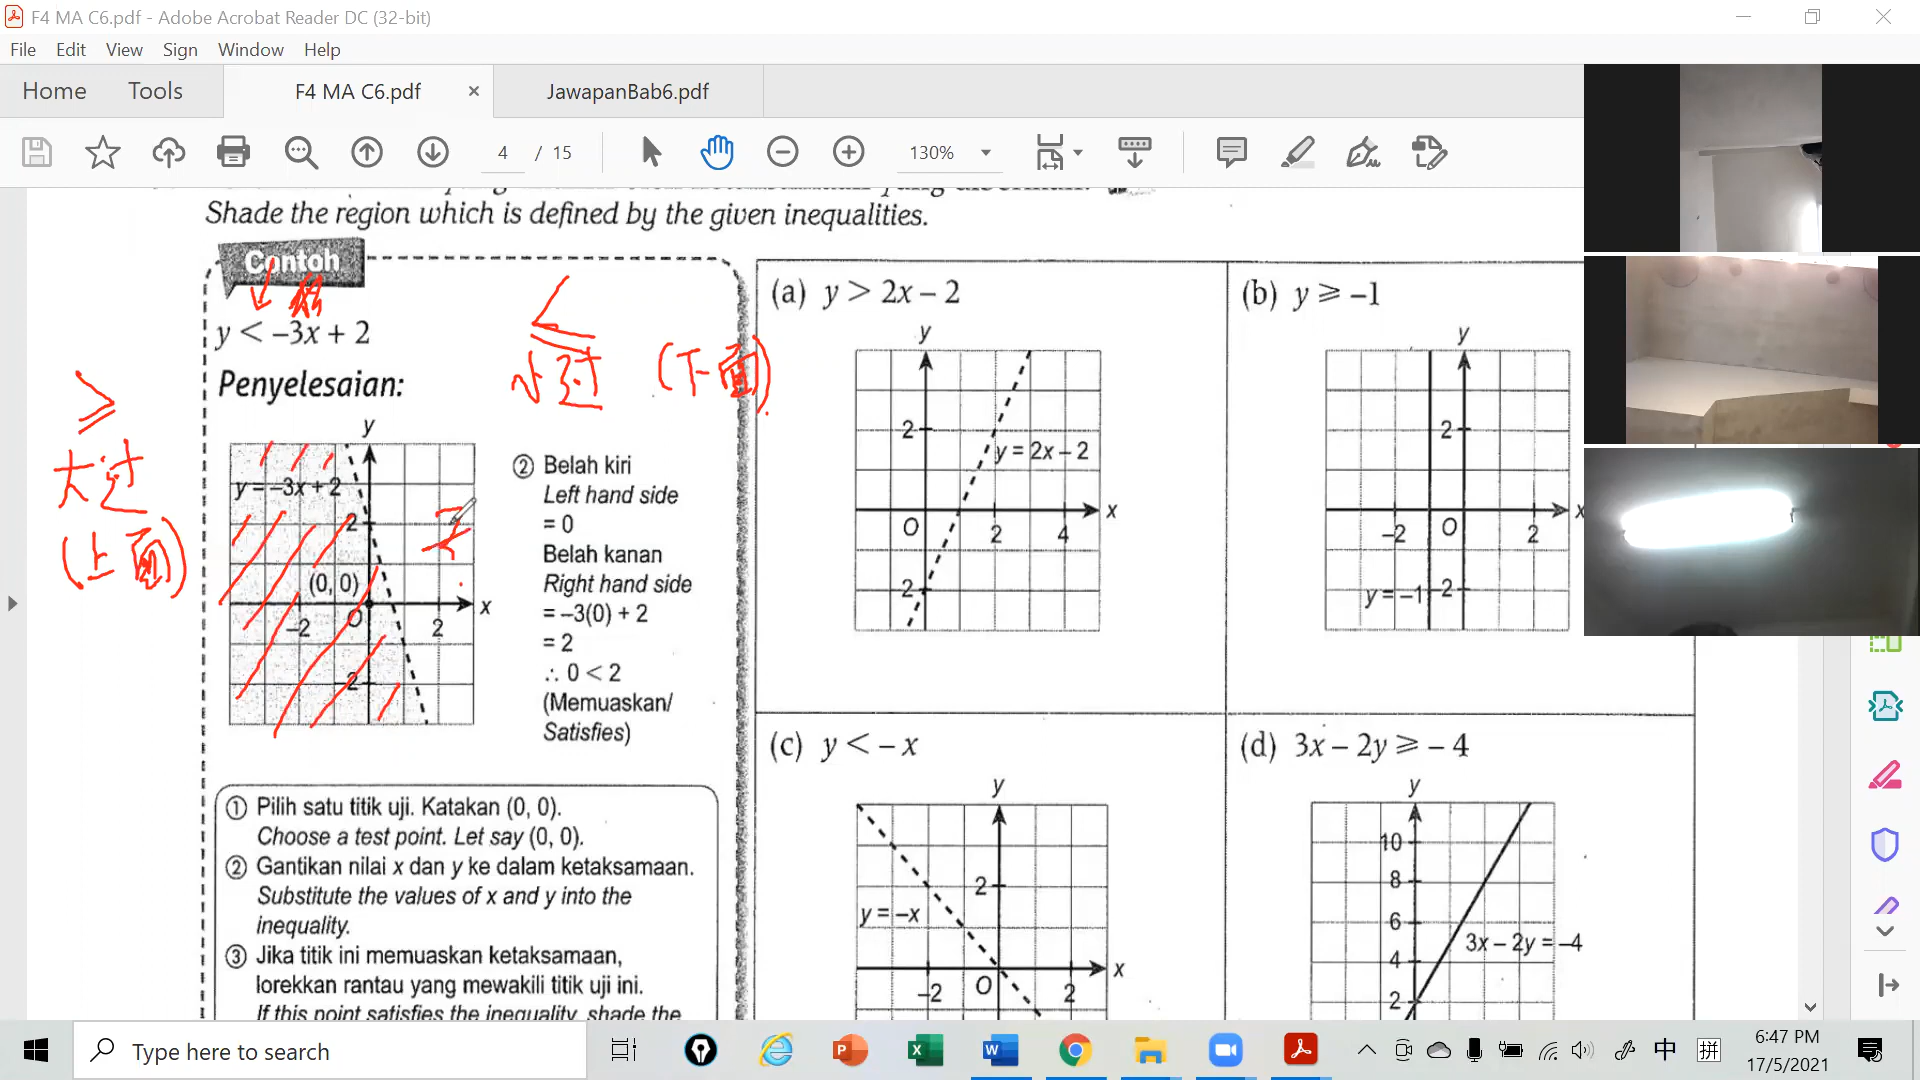 F4 MA C6.pdf - Adobe Acrobat Reader DC (32-bit)
File Edit View Sign Window Help
Home Tools F4 MA C6.pdf × JawapanBab6.pdf
4 / 15 130%
Shade the region which is defined by the given inequalities.
Contoh
y < –3x + 2
Penyelesaian:
≥
大过
(上面)
<
小过 (下面)
y
y = –3x + 2
2
(0, 0)
–2 O 2 x
–2
② Belah kiri
Left hand side
= 0
Belah kanan
Right hand side
= –3(0) + 2
= 2
∴ 0 < 2
(Memuaskan/
Satisfies)
① Pilih satu titik uji. Katakan (0, 0).
Choose a test point. Let say (0, 0).
② Gantikan nilai x dan y ke dalam ketaksamaan.
Substitute the values of x and y into the
inequality.
③ Jika titik ini memuaskan ketaksamaan,
lorekkan rantau yang mewakili titik uji ini.
If this point satisfies the inequality, shade the
(a) y > 2x – 2
y
2
y = 2x – 2
O 2 4 x
–2
(b) y ≥ –1
y
2
–2 O 2 x
y = –1 –2
(c) y < – x
y
2
y = –x
–2 O 2 x
(d) 3x – 2y ≥ – 4
y
10
8
6
3x – 2y = –4
4
2
Type here to search
中 拼
6:47 PM
17/5/2021